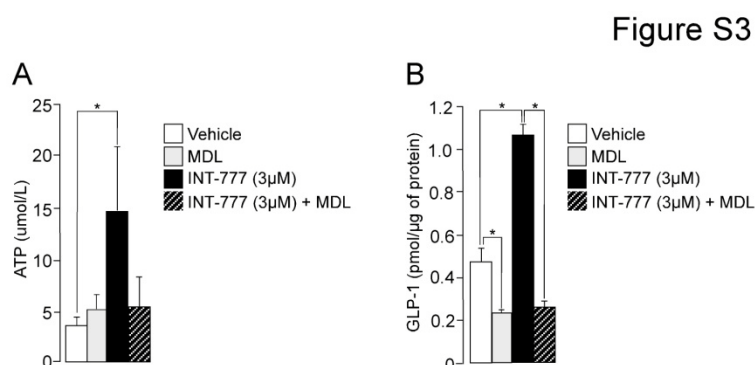 Figure S3
A
25
20
15
10
5
0
ATP (umol/L)
*
Vehicle
MDL
INT-777 (3µM)
INT-777 (3µM) + MDL
B
1.2
1.0
0.8
0.6
0.4
0.2
0
GLP-1 (pmol/µg of protein)
*
*
*
Vehicle
MDL
INT-777 (3µM)
INT-777 (3µM) + MDL